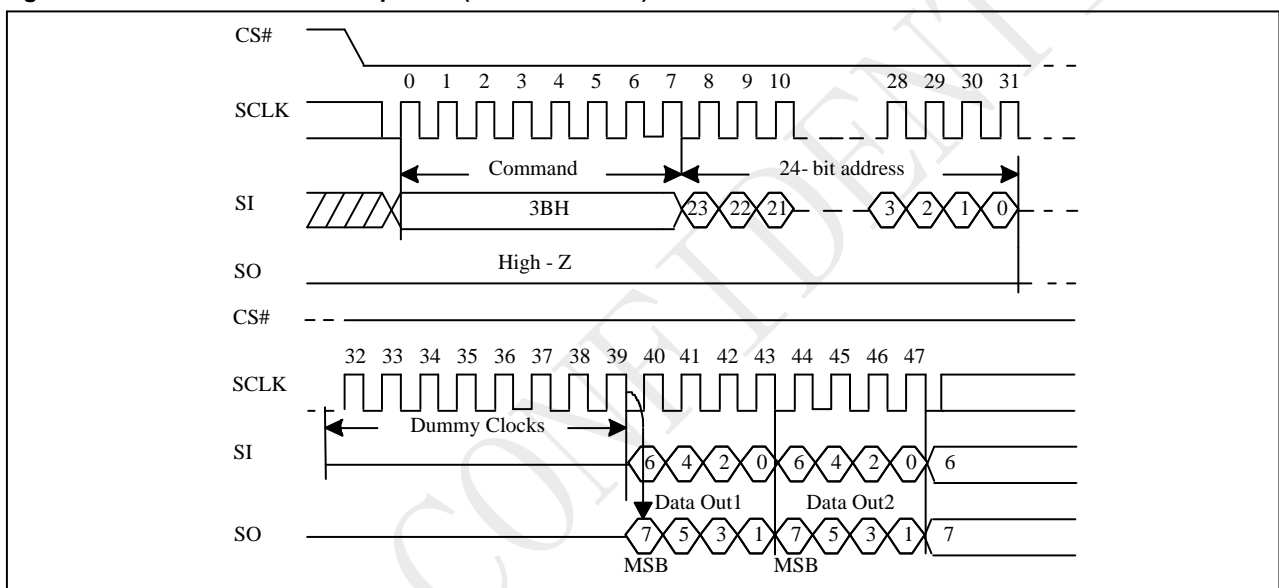 CS#
0 1 2 3 4 5 6 7 8 9 10 28 29 30 31
SCLK
Command 24- bit address
SI 3BH 23 22 21 3 2 1 0
High - Z
SO
CS#
32 33 34 35 36 37 38 39 40 41 42 43 44 45 46 47
SCLK
Dummy Clocks
SI 6 4 2 0 6 4 2 0 6
Data Out1 Data Out2
SO 7 5 3 1 7 5 3 1 7
MSB MSB
CONFIDENT